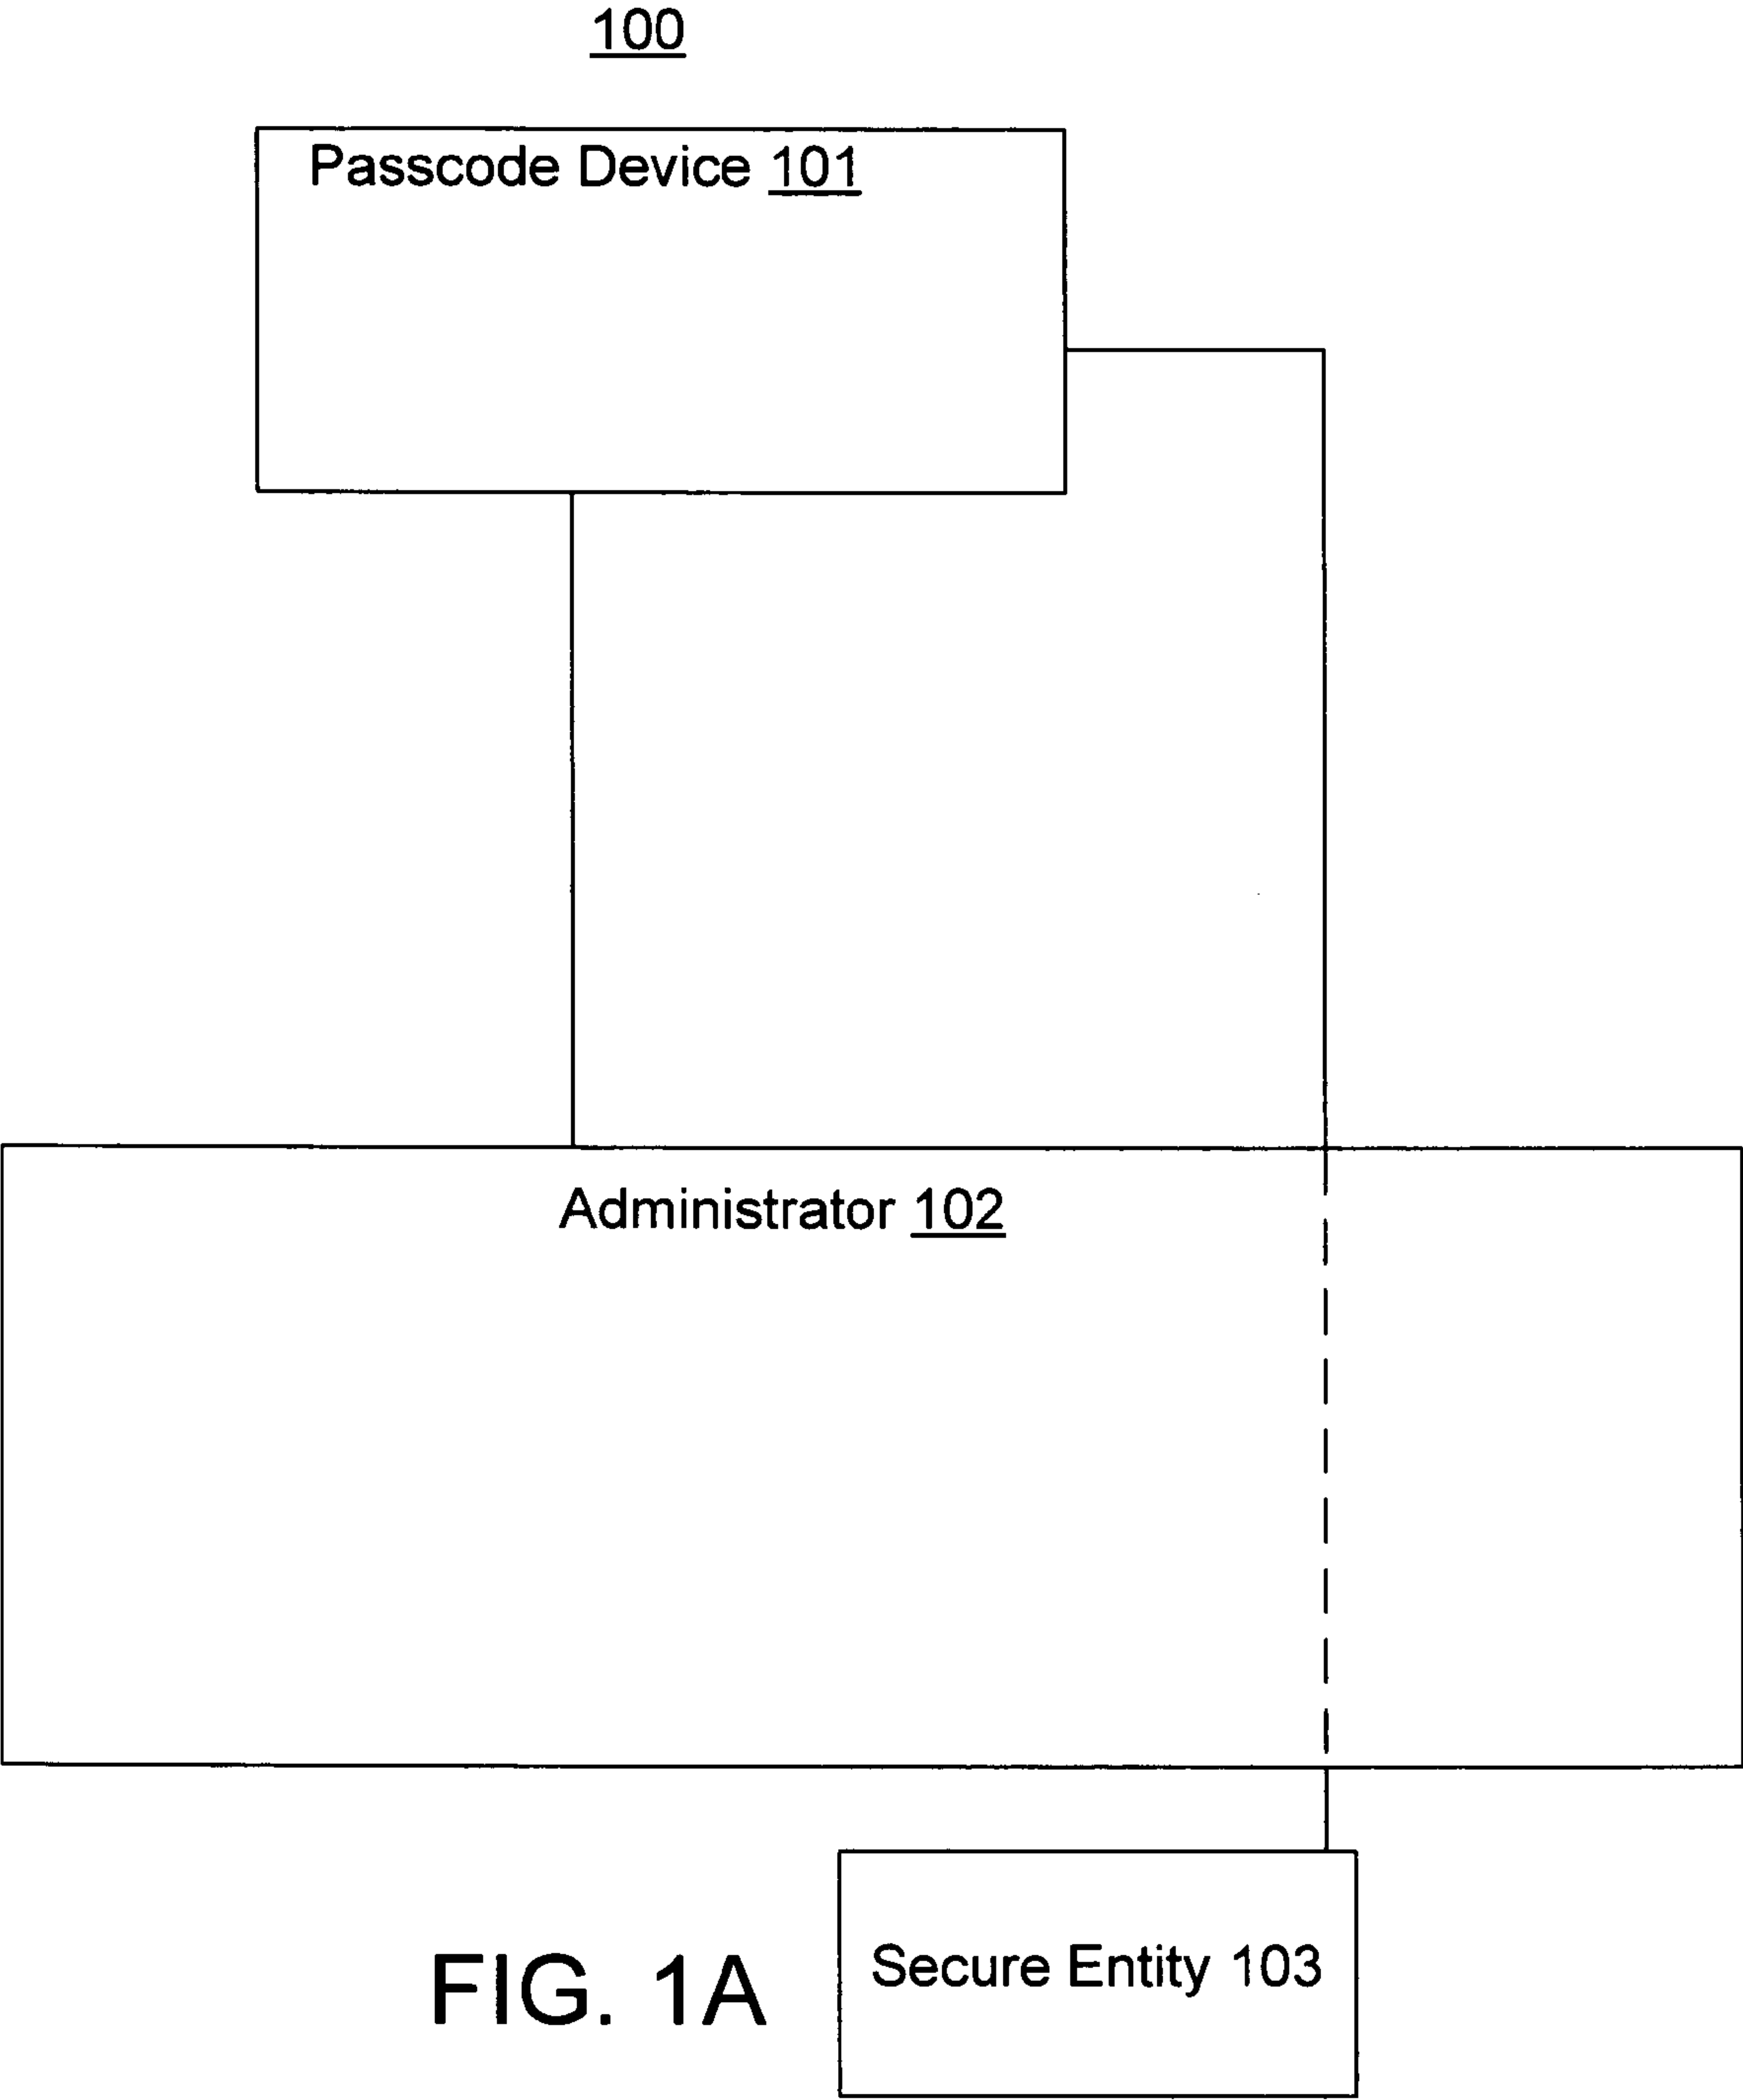 100
Passcode Device 101
Administrator 102
Secure Entity 103
FIG. 1A